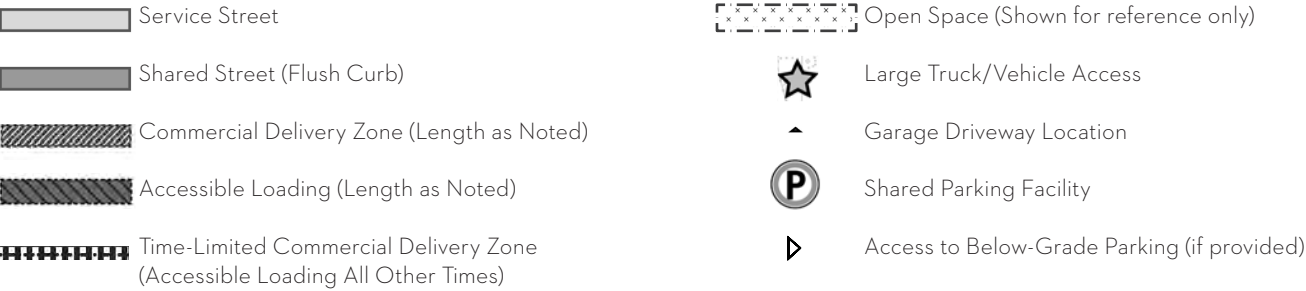 Service Street
Shared Street (Flush Curb)
Commercial Delivery Zone (Length as Noted)
Accessible Loading (Length as Noted)
Time-Limited Commercial Delivery Zone
(Accessible Loading All Other Times)
Open Space (Shown for reference only)
Large Truck/Vehicle Access
Garage Driveway Location
P
Shared Parking Facility
Access to Below-Grade Parking (if provided)